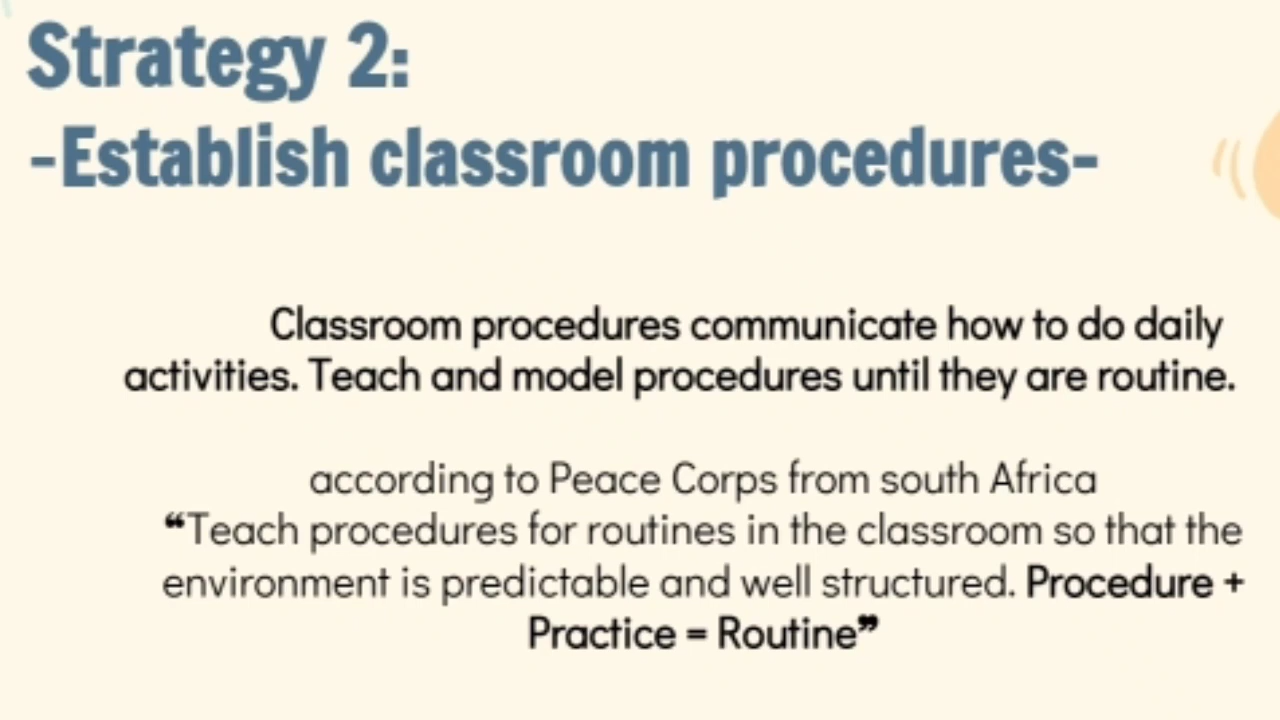 Strategy 2:
-Establish classroom procedures-
Classroom procedures communicate how to do daily
activities. Teach and model procedures until they are routine.
according to Peace Corps from south Africa
❝Teach procedures for routines in the classroom so that the
environment is predictable and well structured. Procedure +
Practice = Routine❞